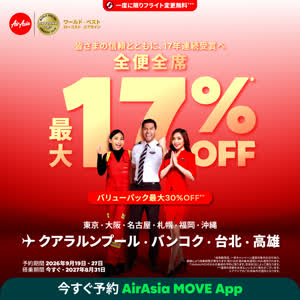 一度に限りフライト変更無料***
AirAsia
ワールド・ベスト
ローコスト エアライン
皆さまの信頼とともに、17年連続受賞へ
全便全席
最大17%OFF*
バリューパック最大30%OFF**
東京・大阪・名古屋・札幌・福岡・沖縄
クアラルンプール・バンコク・台北・高雄
予約期間 2026年9月19日 - 27日
搭乗期間 今すぐ - 2027年8月31日
今すぐ予約 AirAsia MOVE App